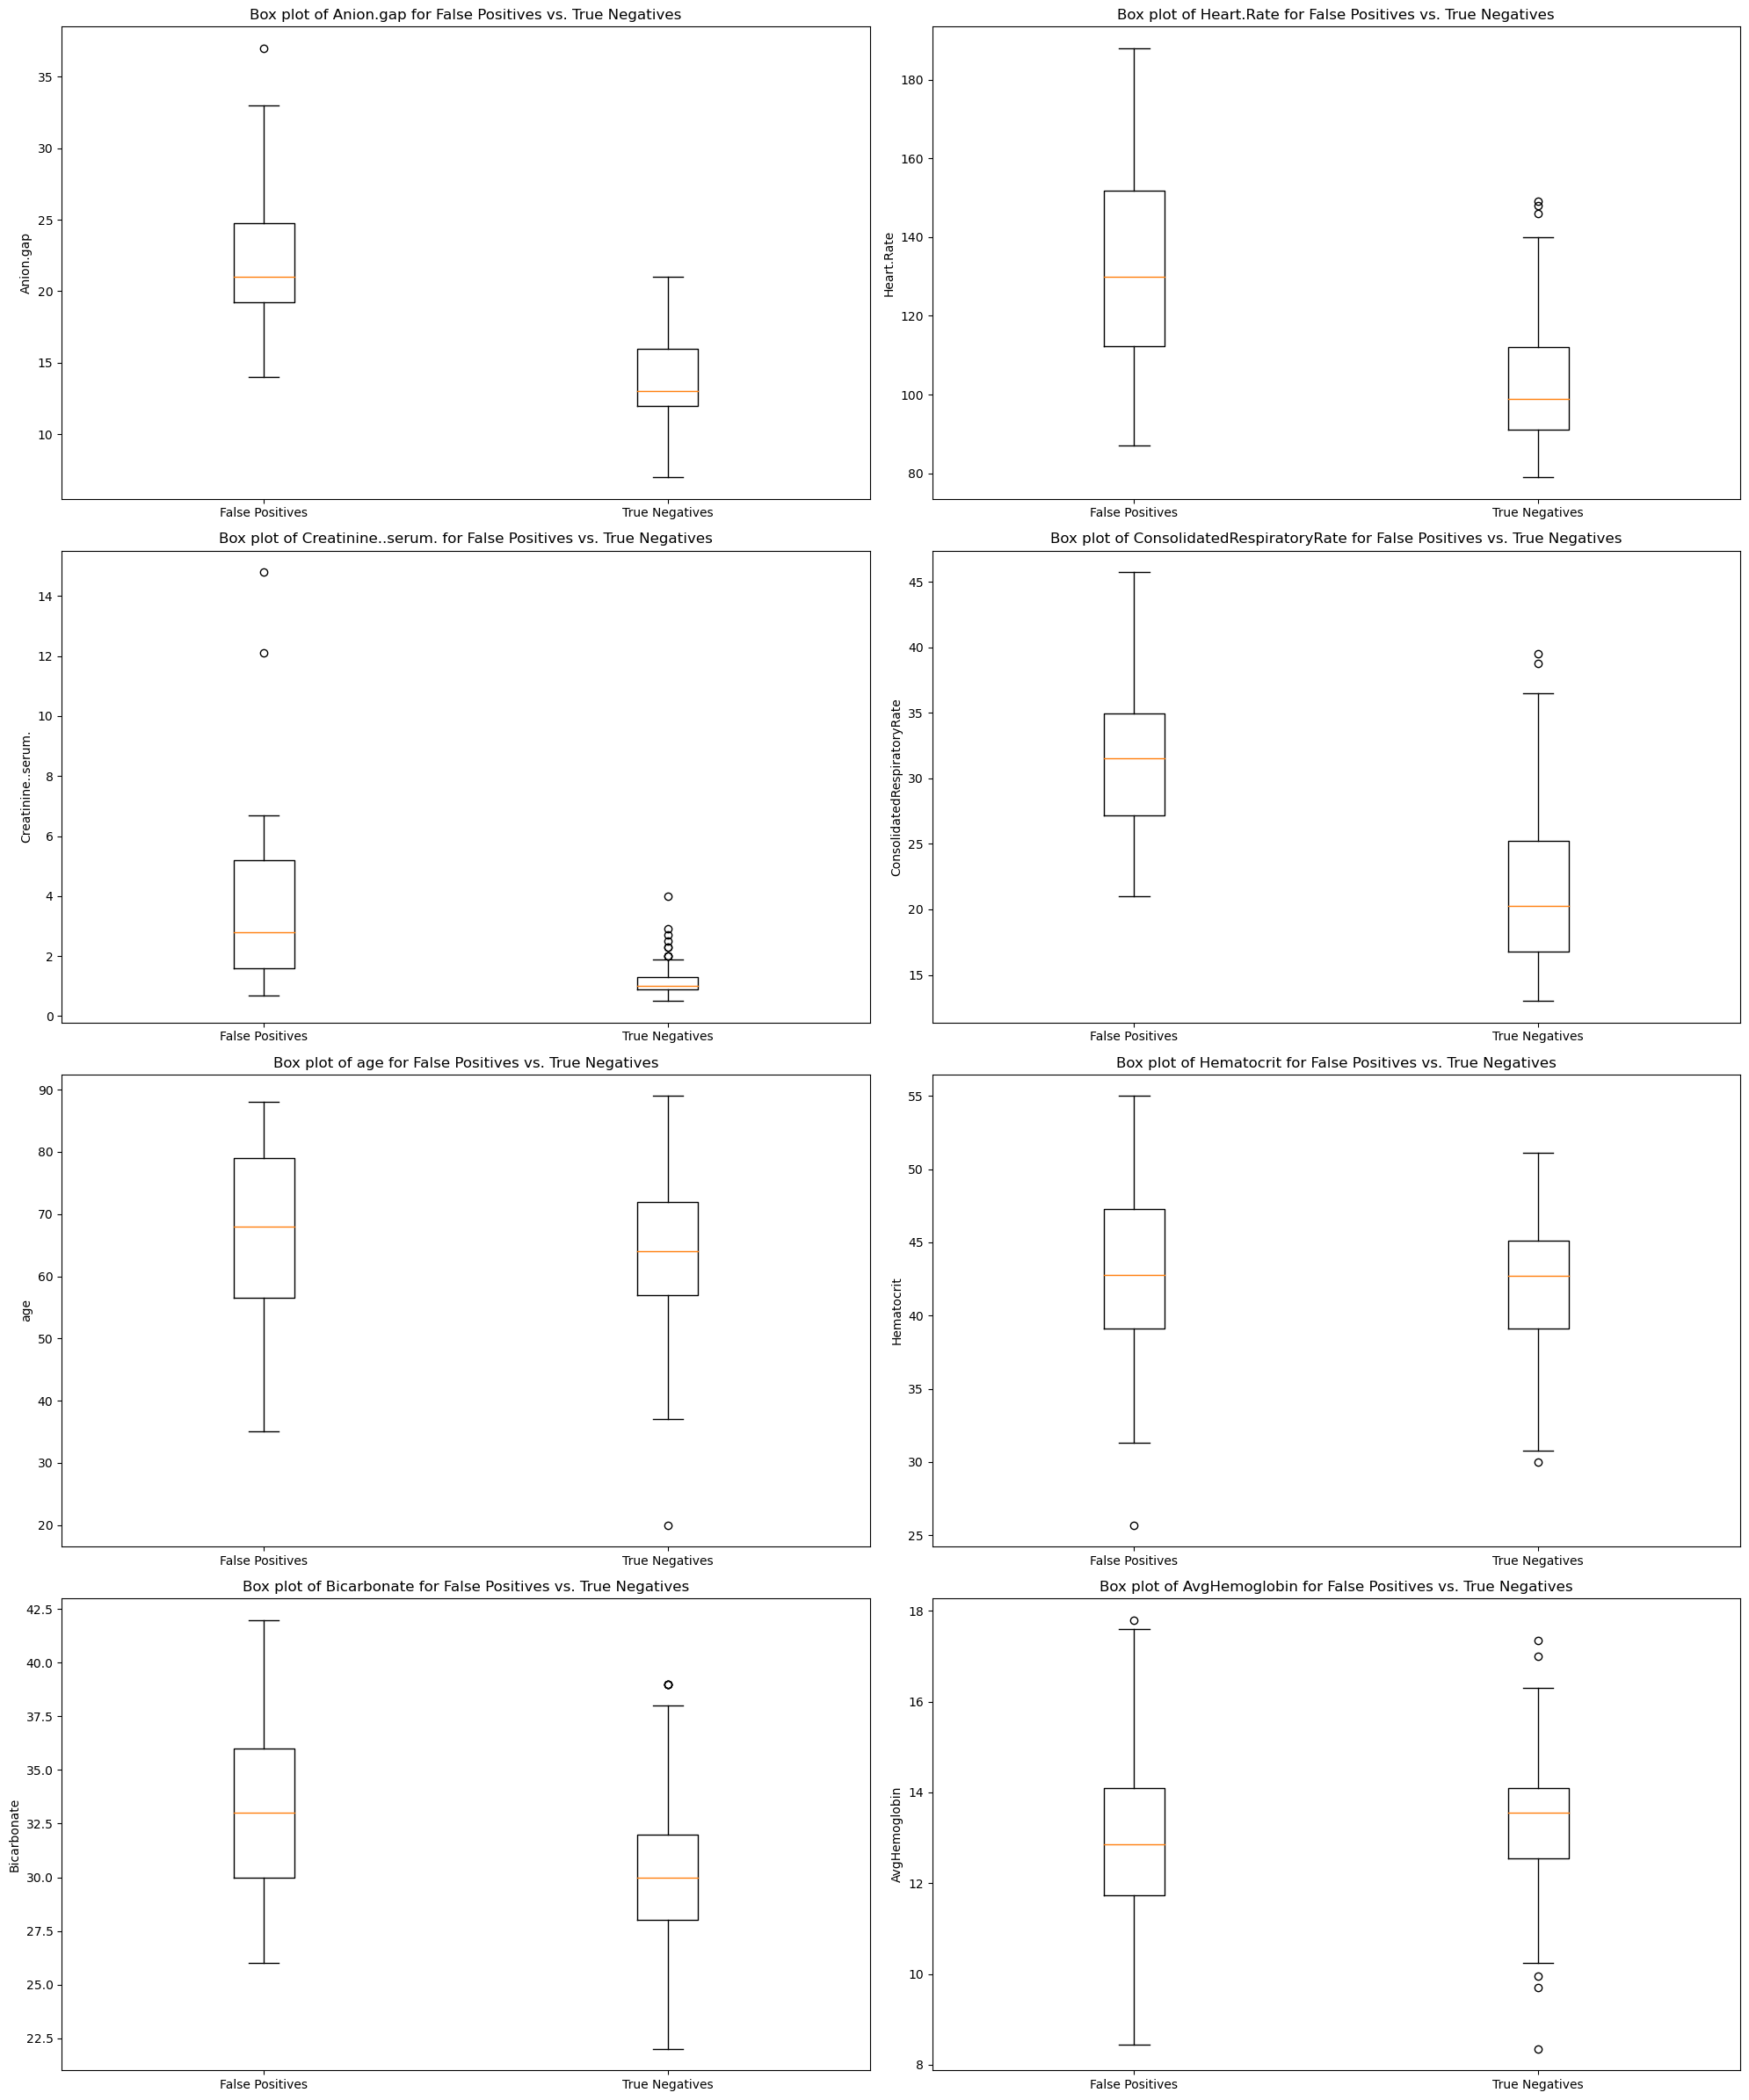 Box plot of Anion.gap for False Positives vs. True Negatives
35
30
25
20
15
10
Anion.gap
False Positives
True Negatives
Box plot of Heart.Rate for False Positives vs. True Negatives
180
160
140
120
100
80
Heart.Rate
False Positives
True Negatives
Box plot of Creatinine..serum. for False Positives vs. True Negatives
14
12
10
8
6
4
2
0
Creatinine..serum.
False Positives
True Negatives
Box plot of ConsolidatedRespiratoryRate for False Positives vs. True Negatives
45
40
35
30
25
20
15
ConsolidatedRespiratoryRate
False Positives
True Negatives
Box plot of age for False Positives vs. True Negatives
90
80
70
60
50
40
30
20
age
False Positives
True Negatives
Box plot of Hematocrit for False Positives vs. True Negatives
55
50
45
40
35
30
25
Hematocrit
False Positives
True Negatives
Box plot of Bicarbonate for False Positives vs. True Negatives
42.5
40.0
37.5
35.0
32.5
30.0
27.5
25.0
22.5
Bicarbonate
False Positives
True Negatives
Box plot of AvgHemoglobin for False Positives vs. True Negatives
18
16
14
12
10
8
AvgHemoglobin
False Positives
True Negatives